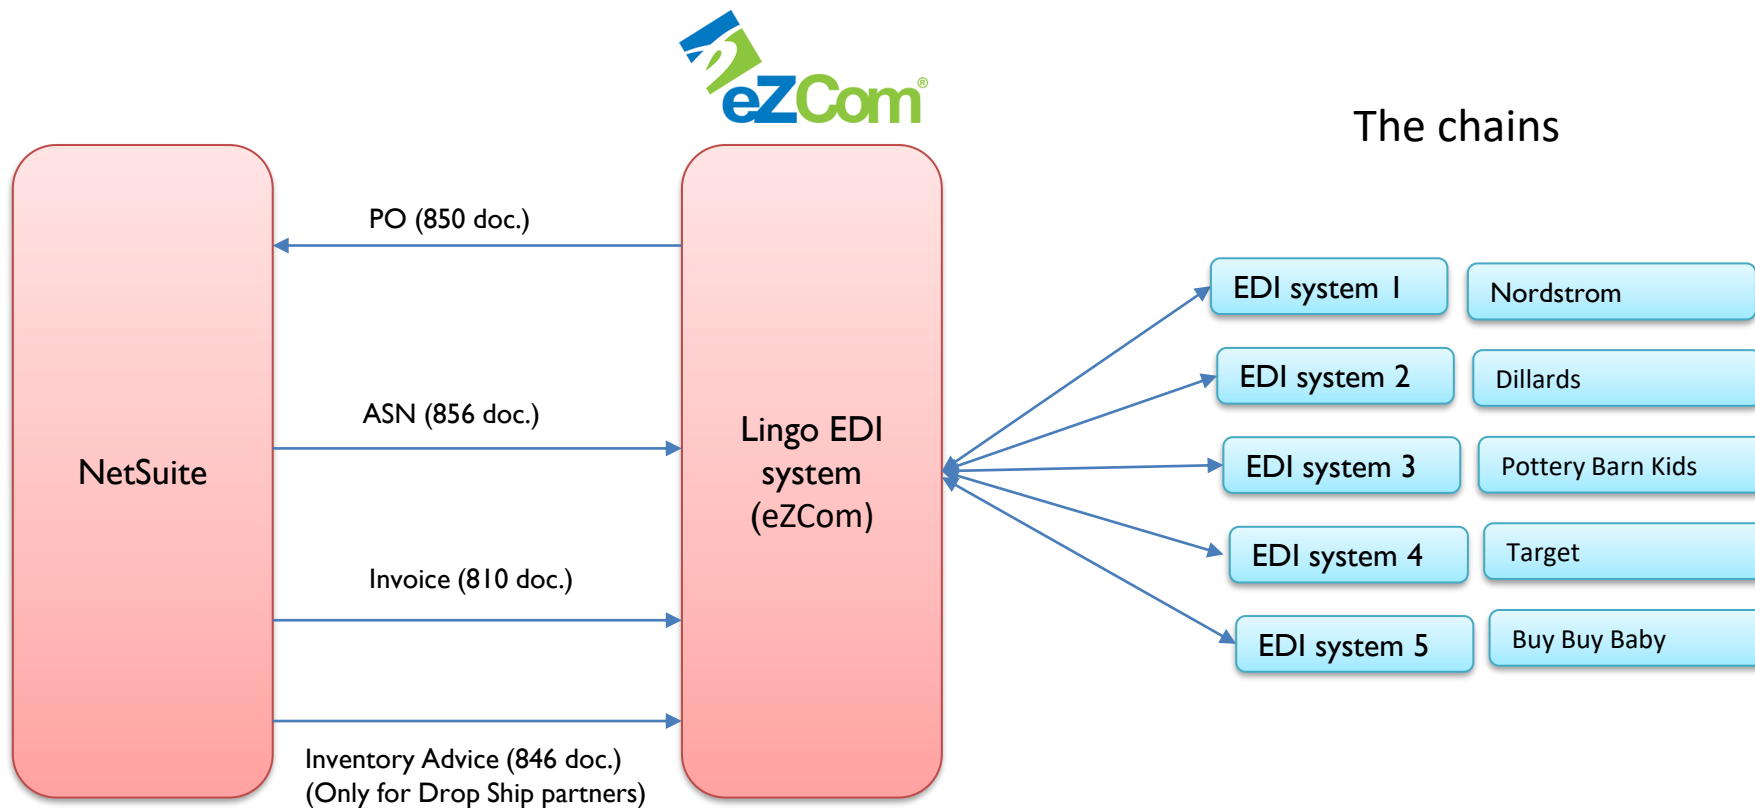 eZCom®
The chains
NetSuite
PO (850 doc.)
ASN (856 doc.)
Invoice (810 doc.)
Inventory Advice (846 doc.)
(Only for Drop Ship partners)
Lingo EDI
system
(eZCom)
EDI system 1
Nordstrom
EDI system 2
Dillards
EDI system 3
Pottery Barn Kids
EDI system 4
Target
EDI system 5
Buy Buy Baby